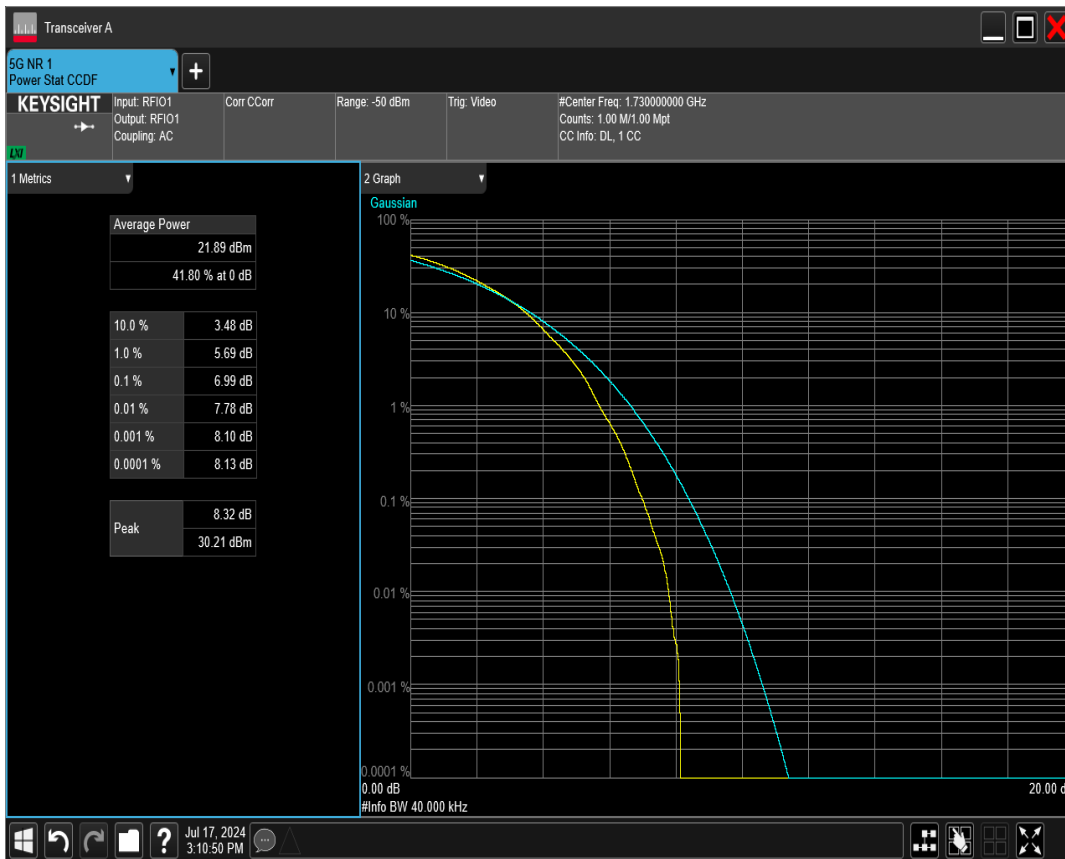 Transceiver A
5G NR 1
Power Stat CCDF
KEYSIGHT
LXI
Input: RFIO1
Output: RFIO1
Coupling: AC
Corr CCorr
Range: -50 dBm
Trig: Video
#Center Freq: 1.730000000 GHz
Counts: 1.00 M/1.00 Mpt
CC Info: DL, 1 CC
1 Metrics
Average Power
21.89 dBm
41.80 % at 0 dB
10.0 % 3.48 dB
1.0 % 5.69 dB
0.1 % 6.99 dB
0.01 % 7.78 dB
0.001 % 8.10 dB
0.0001 % 8.13 dB
Peak
8.32 dB
30.21 dBm
2 Graph
Gaussian
100 %
10 %
1 %
0.1 %
0.01 %
0.001 %
0.0001 %
0.00 dB
20.00 d
#Info BW 40.000 kHz
?
Jul 17, 2024
3:10:50 PM